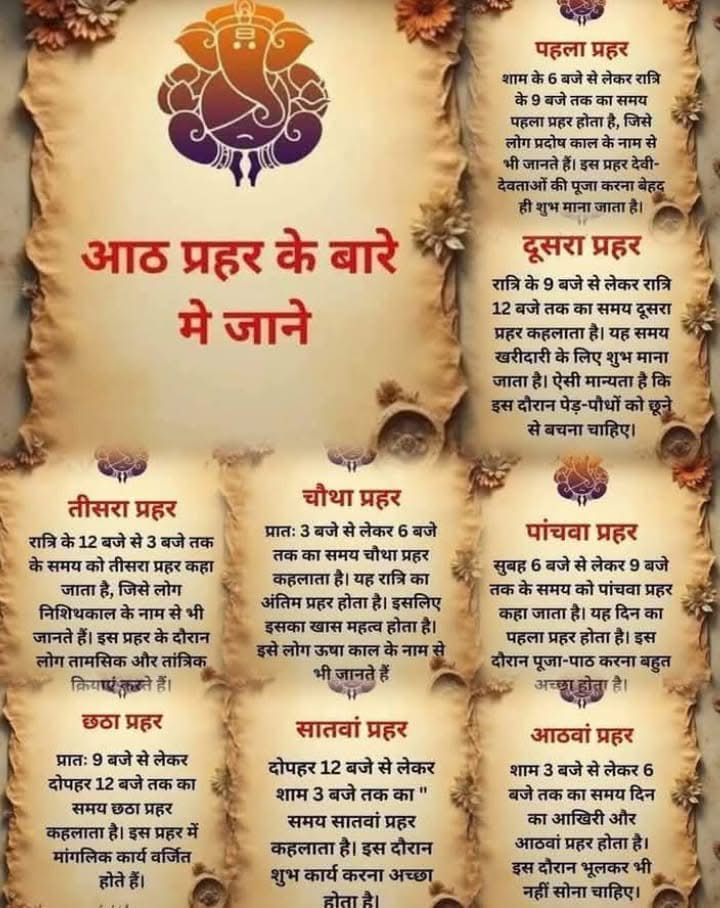 आठ प्रहर के बारे
मे जाने
पहला प्रहर
शाम के 6 बजे से लेकर रात्रि
के 9 बजे तक का समय
पहला प्रहर होता है, जिसे
लोग प्रदोष काल के नाम से
भी जानते हैं। इस प्रहर देवी-
देवताओं की पूजा करना बेहद
ही शुभ माना जाता है।
दूसरा प्रहर
रात्रि के 9 बजे से लेकर रात्रि
12 बजे तक का समय दूसरा
प्रहर कहलाता है। यह समय
खरीदारी के लिए शुभ माना
जाता है। ऐसी मान्यता है कि
इस दौरान पेड़-पौधों को छूने
से बचना चाहिए।
तीसरा प्रहर
रात्रि के 12 बजे से 3 बजे तक
के समय को तीसरा प्रहर कहा
जाता है, जिसे लोग
निशिथकाल के नाम से भी
जानते हैं। इस प्रहर के दौरान
लोग तामसिक और तांत्रिक
क्रियाएं करते हैं।
चौथा प्रहर
प्रातः 3 बजे से लेकर 6 बजे
तक का समय चौथा प्रहर
कहलाता है। यह रात्रि का
अंतिम प्रहर होता है। इसलिए
इसका खास महत्व होता है।
इसे लोग ऊषा काल के नाम से
भी जानते हैं
पांचवा प्रहर
सुबह 6 बजे से लेकर 9 बजे
तक के समय को पांचवा प्रहर
कहा जाता है। यह दिन का
पहला प्रहर होता है। इस
दौरान पूजा-पाठ करना बहुत
अच्छा होता है।
छठा प्रहर
प्रातः 9 बजे से लेकर
दोपहर 12 बजे तक का
समय छठा प्रहर
कहलाता है। इस प्रहर में
मांगलिक कार्य वर्जित
होते हैं।
सातवां प्रहर
दोपहर 12 बजे से लेकर
शाम 3 बजे तक का "
समय सातवां प्रहर
कहलाता है। इस दौरान
शुभ कार्य करना अच्छा
होता है।
आठवां प्रहर
शाम 3 बजे से लेकर 6
बजे तक का समय दिन
का आखिरी और
आठवां प्रहर होता है।
इस दौरान भूलकर भी
नहीं सोना चाहिए।